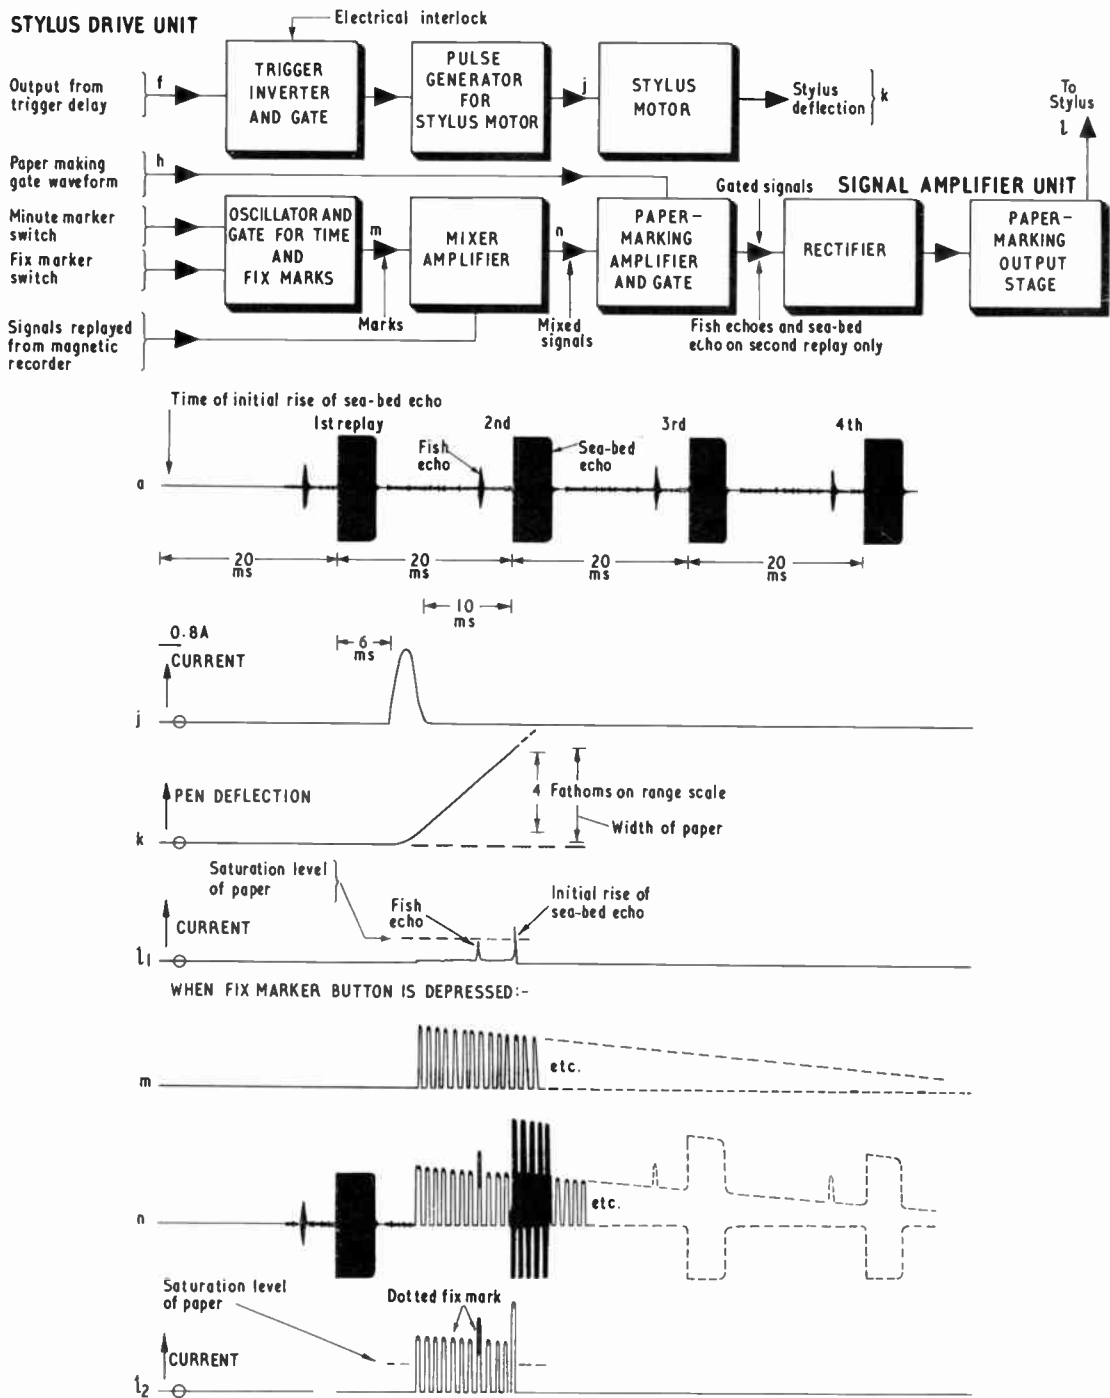 STYLUS DRIVE UNIT
Electrical interlock
Output from
trigger delay
f
TRIGGER
INVERTER
AND GATE
PULSE
GENERATOR
FOR
STYLUS MOTOR
j
STYLUS
MOTOR
Stylus
deflection
k
To
Stylus
l
Paper making
gate waveform
h
Gated signals
SIGNAL AMPLIFIER UNIT
Minute marker
switch
Fix marker
switch
OSCILLATOR AND
GATE FOR TIME
AND
FIX MARKS
m
MIXER
AMPLIFIER
n
PAPER-
MARKING
AMPLIFIER
AND GATE
RECTIFIER
PAPER-
MARKING
OUTPUT
STAGE
Signals replayed
from magnetic
recorder
Marks
Mixed
signals
Fish echoes and sea-bed
echo on second replay only
Time of initial rise of sea-bed echo
1st replay
2nd
3rd
4th
Fish
echo
Sea-bed
echo
a
20
ms
20
ms
20
ms
20
ms
10
ms
0.8A
CURRENT
6
ms
j
PEN DEFLECTION
4 Fathoms on range scale
Width of paper
k
Saturation level
of paper
Fish
echo
Initial rise of
sea-bed echo
CURRENT
l1
WHEN FIX MARKER BUTTON IS DEPRESSED:-
etc.
m
etc.
n
Saturation level
of paper
Dotted fix mark
CURRENT
l2